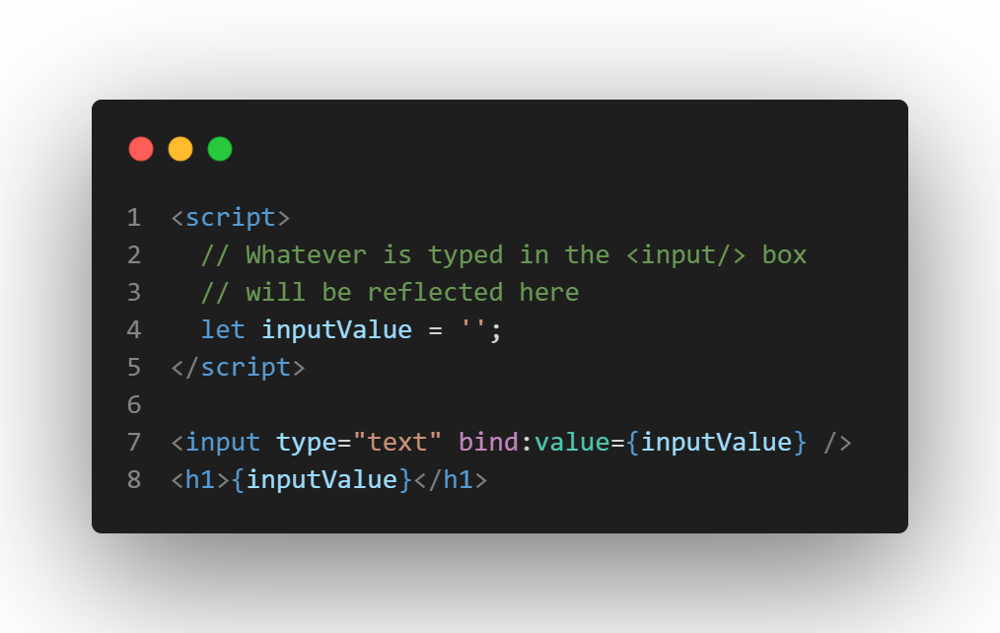 1 <script>
2   // Whatever is typed in the <input/> box
3   // will be reflected here
4   let inputValue = '';
5 </script>
6
7 <input type="text" bind:value={inputValue} />
8 <h1>{inputValue}</h1>